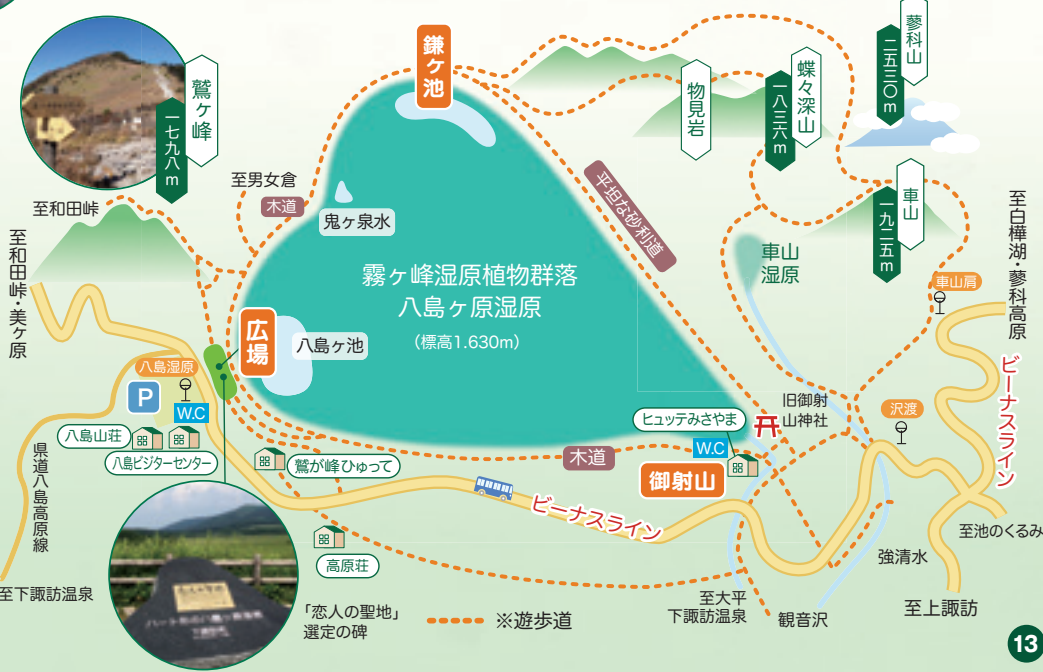 鷲ヶ峰
一七九八m
鎌ヶ池
物見岩
蝶々深山
一八三六m
蓼科山
二五三〇m
車山
一九二五m
至和田峠
至男女倉
木道
鬼ヶ泉水
平坦な砂利道
車山
湿原
至白樺湖・蓼科高原
至和田峠・美ヶ原
霧ヶ峰湿原植物群落
八島ヶ原湿原
(標高1.630m)
車山肩
広場
八島ヶ池
八島湿原
P
W.C
八島山荘
八島ビジターセンター
県道八島高原線
鷲が峰ひゅって
木道
ヒュッテみさやま
W.C
御射山
旧御射
山神社
沢渡
ビーナスライン
ビーナスライン
高原荘
至池のくるみ
強清水
至下諏訪温泉
「恋人の聖地」
選定の碑
※遊歩道
至大平
下諏訪温泉
観音沢
至上諏訪
13